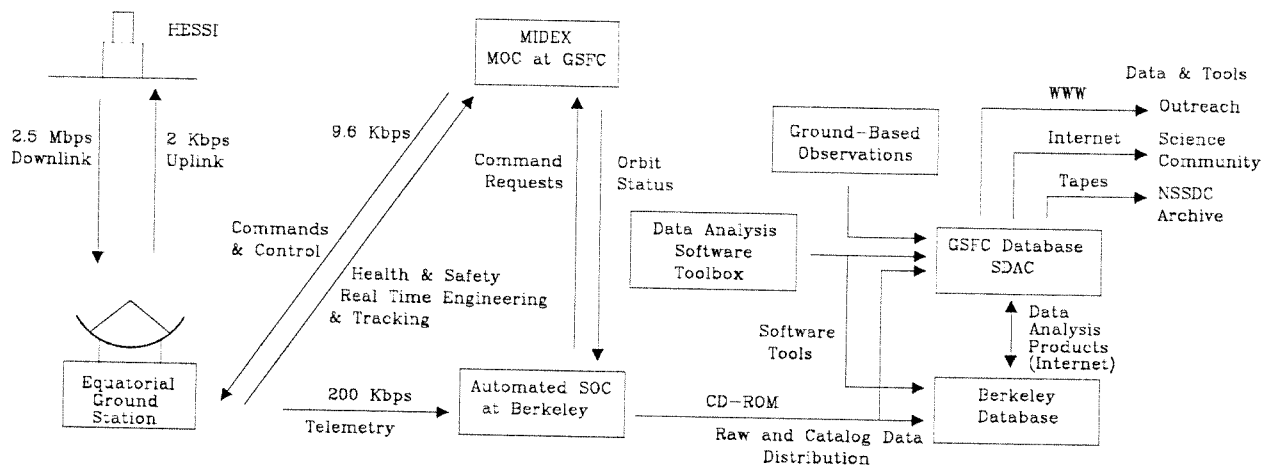 HESSI
2.5 Mbps
Downlink
2 Kbps
Uplink
Equatorial
Ground
Station
MIDEX
MOC at GSFC
9.6 Kbps
Commands
& Control
Health & Safety
Real Time Engineering
& Tracking
Command
Requests
Orbit
Status
200 Kbps
Telemetry
Automated SOC
at Berkeley
Ground-Based
Observations
Data Analysis
Software
Toolbox
Software
Tools
CD-ROM
Raw and Catalog Data
Distribution
Data & Tools
WWW
Outreach
Internet
Science
Community
Tapes
NSSDC
Archive
GSFC Database
SDAC
Data
Analysis
Products
(Internet)
Berkeley
Database